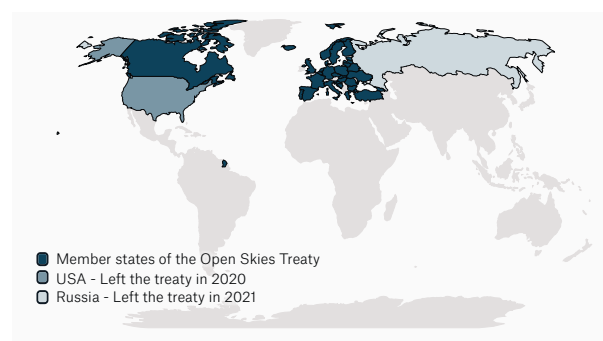 Member states of the Open Skies Treaty
USA - Left the treaty in 2020
Russia - Left the treaty in 2021